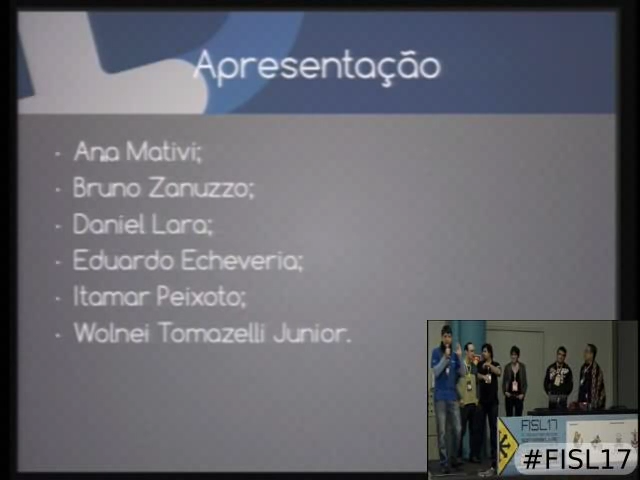 Apresentação
- Ana Mativi;
- Bruno Zanuzzo;
- Daniel Lara;
- Eduardo Echeveria;
- Itamar Peixoto;
- Wolnei Tomazelli Junior.
FISL17
#FISL17